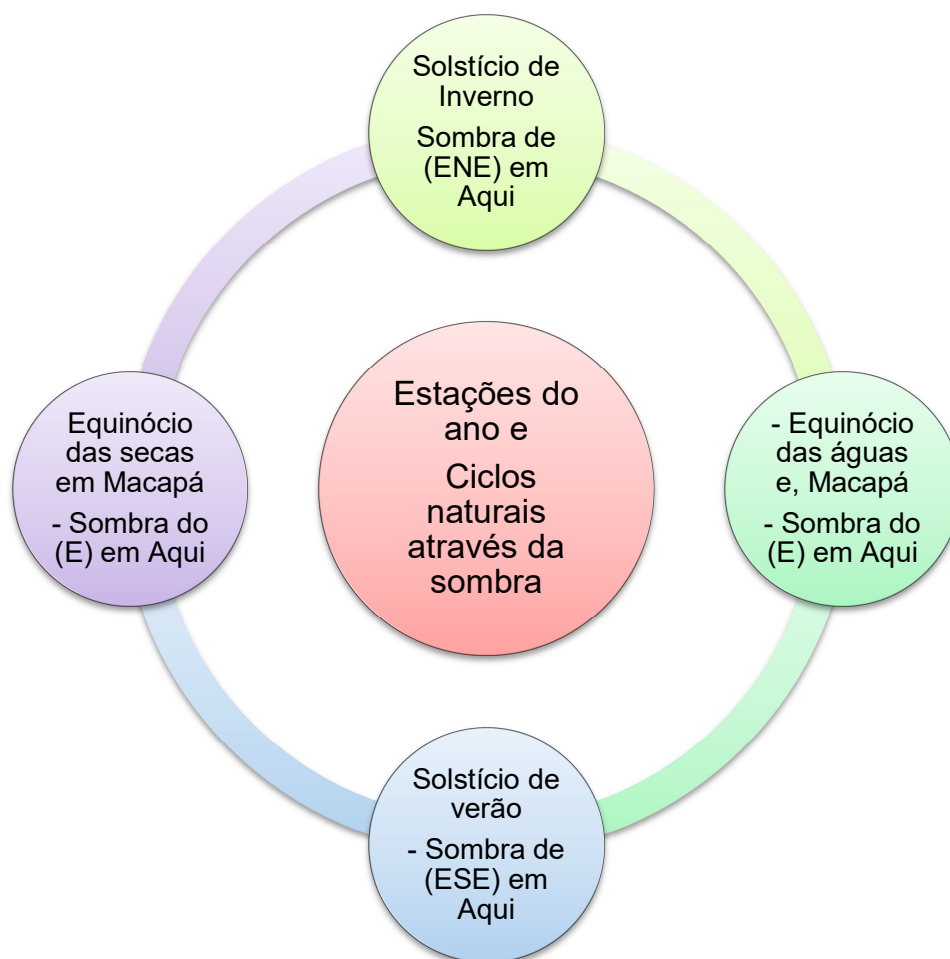 Solstício de
Inverno
Sombra de
(ENE) em
Aqui
Equinócio
das secas
em Macapá
- Sombra do
(E) em Aqui
Estações do
ano e
Ciclos
naturais
através da
sombra
- Equinócio
das águas
e, Macapá
- Sombra do
(E) em Aqui
Solstício de
verão
- Sombra de
(ESE) em
Aqui